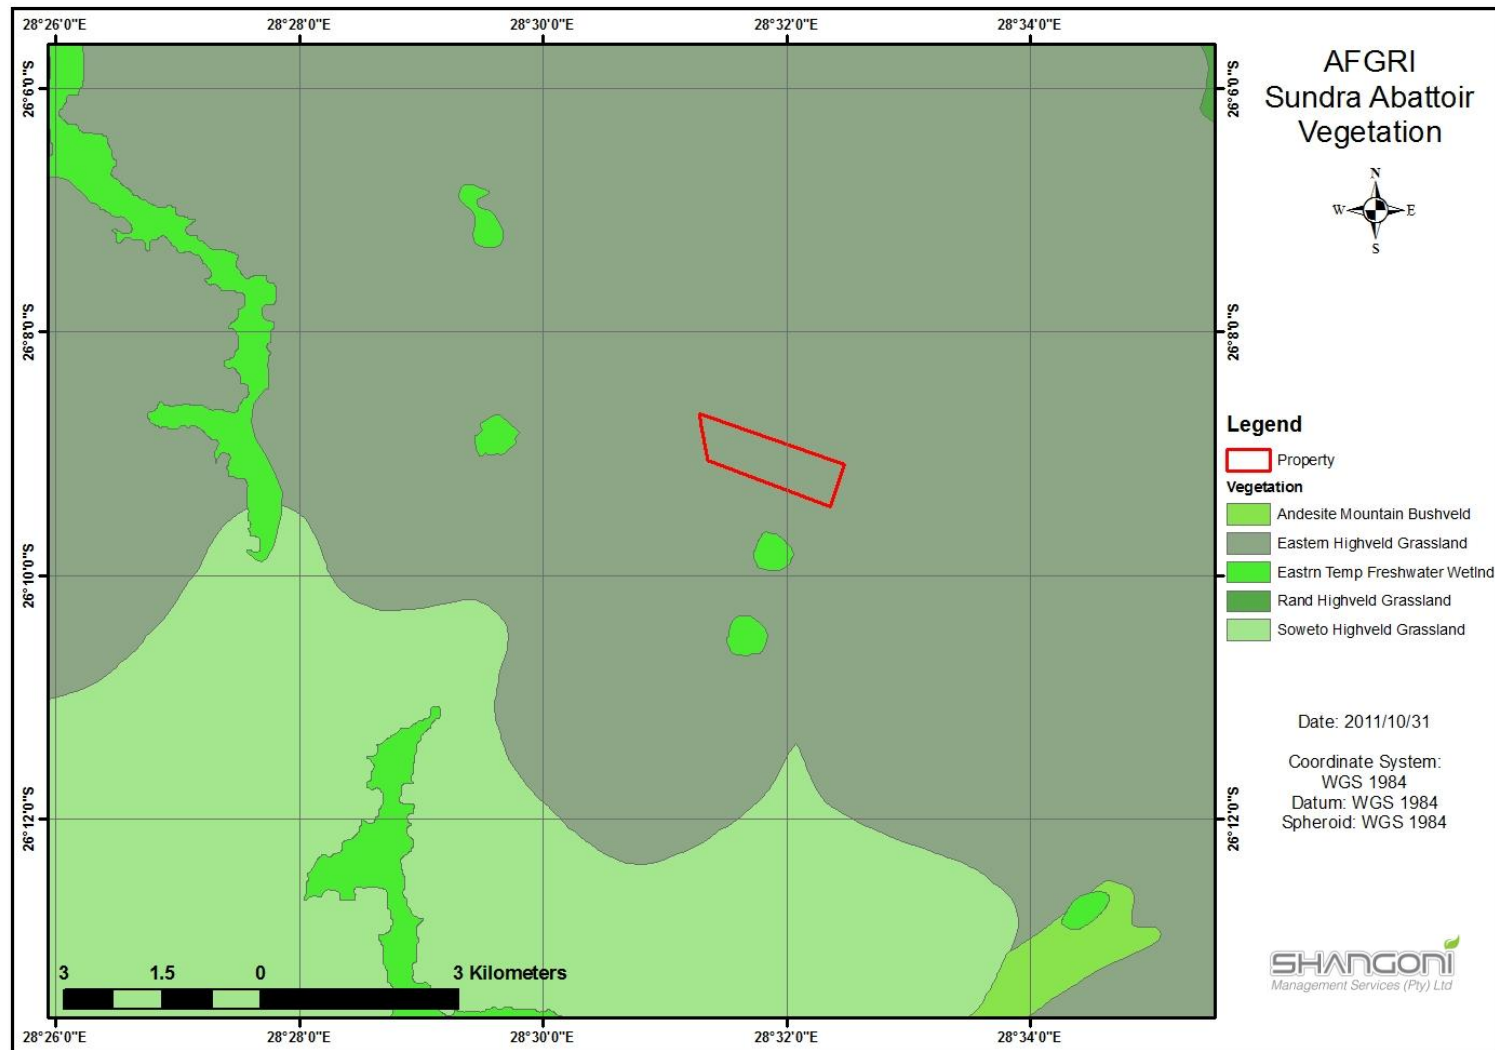 28°26'0"E 28°28'0"E 28°30'0"E 28°32'0"E 28°34'0"E
26°6'0"S 26°6'0"S
26°8'0"S 26°8'0"S
26°10'0"S 26°10'0"S
26°12'0"S 26°12'0"S
3 1.5 0 3 Kilometers
28°26'0"E 28°28'0"E 28°30'0"E 28°32'0"E 28°34'0"E
AFGRI
Sundra Abattoir
Vegetation
N
W E
S
Legend
Property
Vegetation
Andesite Mountain Bushveld
Eastern Highveld Grassland
Eastrn Temp Freshwater Wetlnd
Rand Highveld Grassland
Soweto Highveld Grassland
Date: 2011/10/31
Coordinate System:
WGS 1984
Datum: WGS 1984
Spheroid: WGS 1984
SHANGONI
Management Services (Pty) Ltd